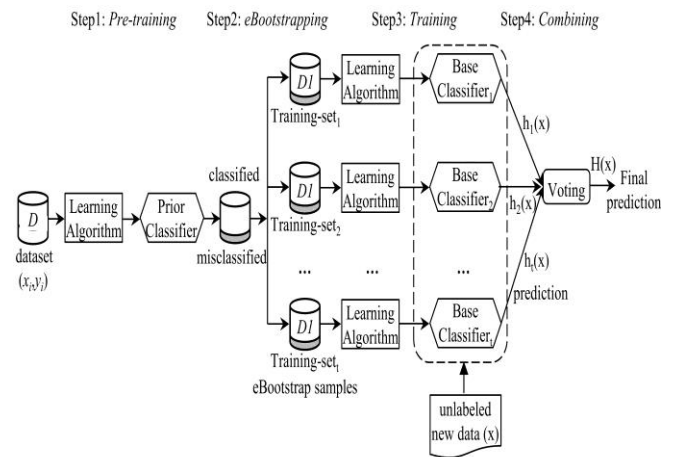 Step1: Pre-training
Step2: eBootstrapping
Step3: Training
Step4: Combining
D
dataset
(xi,yi)
Learning
Algorithm
Prior
Classifier
classified
misclassified
D1
Training-set1
Learning
Algorithm
Base
Classifier1
h1(x)
D1
Training-set2
Learning
Algorithm
Base
Classifier2
h2(x)
...
...
...
D1
Training-sett
eBootstrap samples
Learning
Algorithm
Base
Classifiert
ht(x)
prediction
Voting
H(x)
Final
prediction
unlabeled
new data (x)